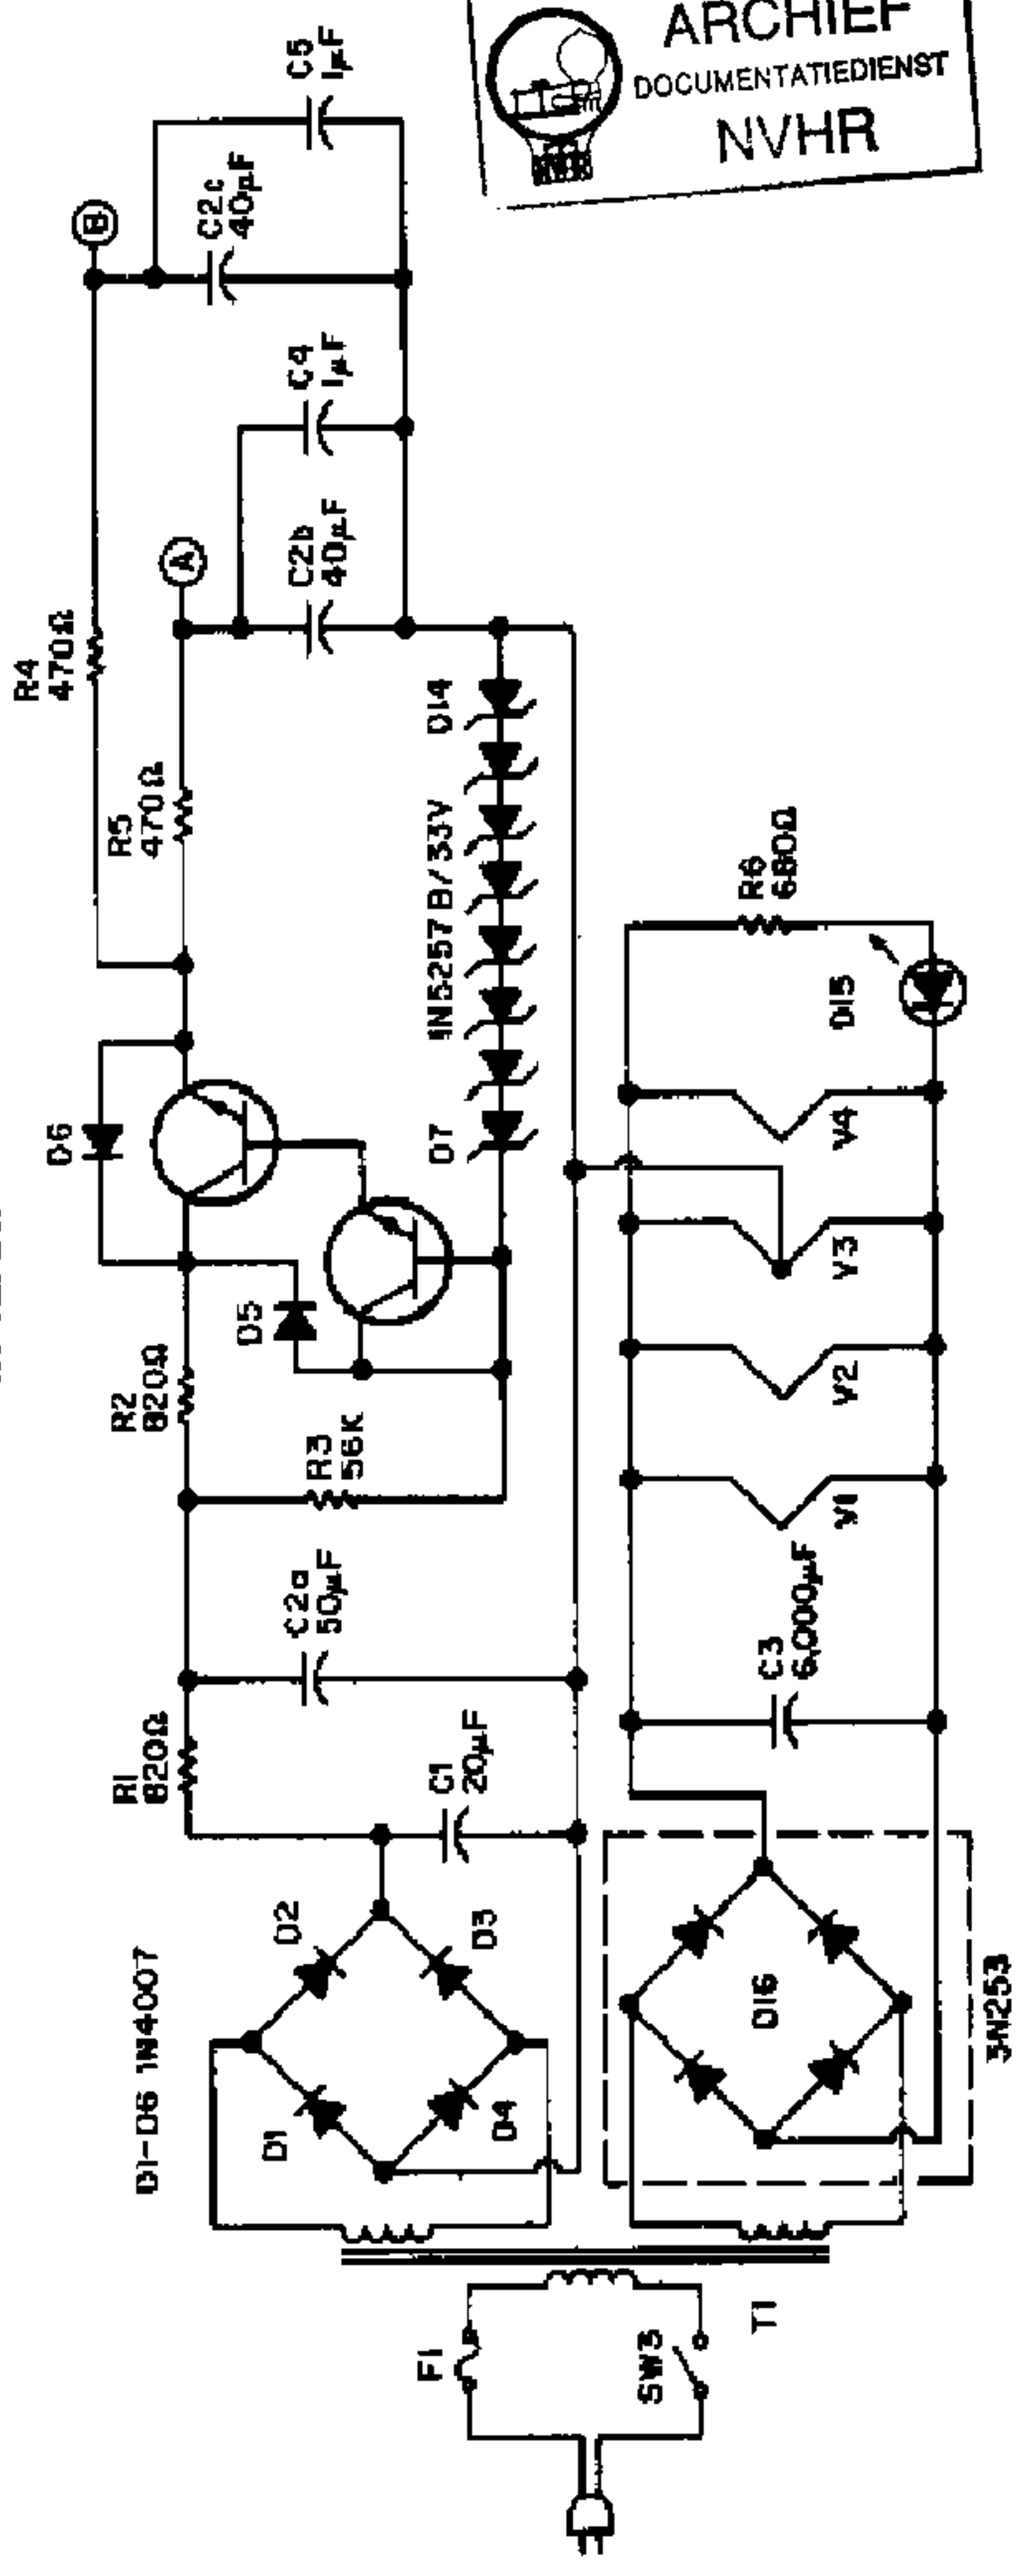 ARCHIEF
DOCUMENTATIEDIENST
NVHR
R4
470Ω
R5
470Ω
B
A
C2c
40μF
C5
1μF
C4
1μF
C2b
40μF
D6
D5
R2
820Ω
R3
56K
D7
1N5257B/33V
D14
R1
820Ω
C2a
50μF
C1
20μF
D1-D6 1N4007
D2
D3
D1
D4
F1
SW3
T1
D16
3N253
C3
6,000μF
V1
V2
V3
V4
D15
R6
680Ω